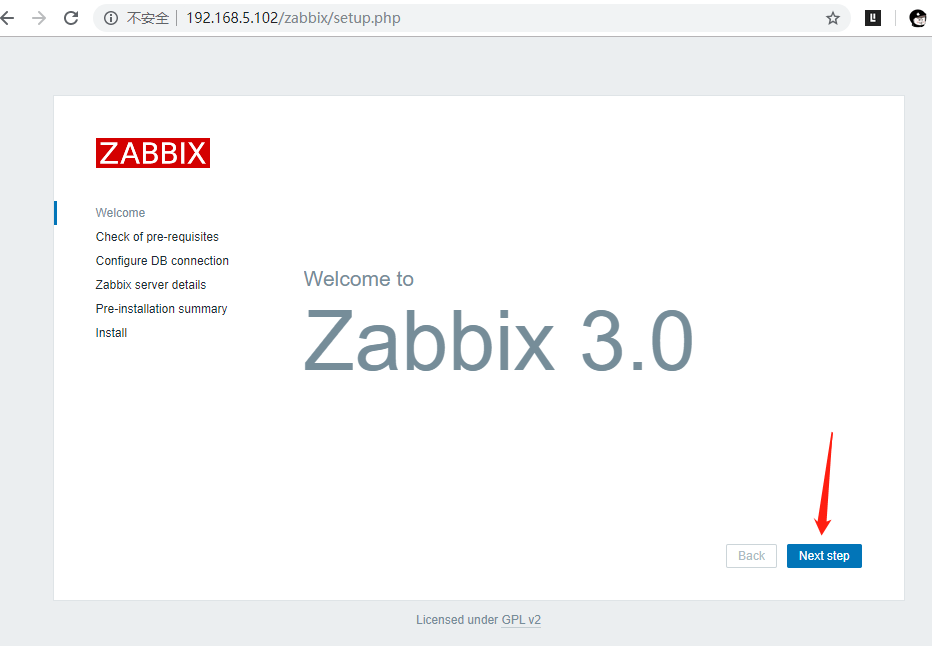 不安全 192.168.5.102/zabbix/setup.php
ZABBIX
Welcome
Check of pre-requisites
Configure DB connection
Zabbix server details
Pre-installation summary
Install
Welcome to
Zabbix 3.0
Back Next step
Licensed under GPL v2